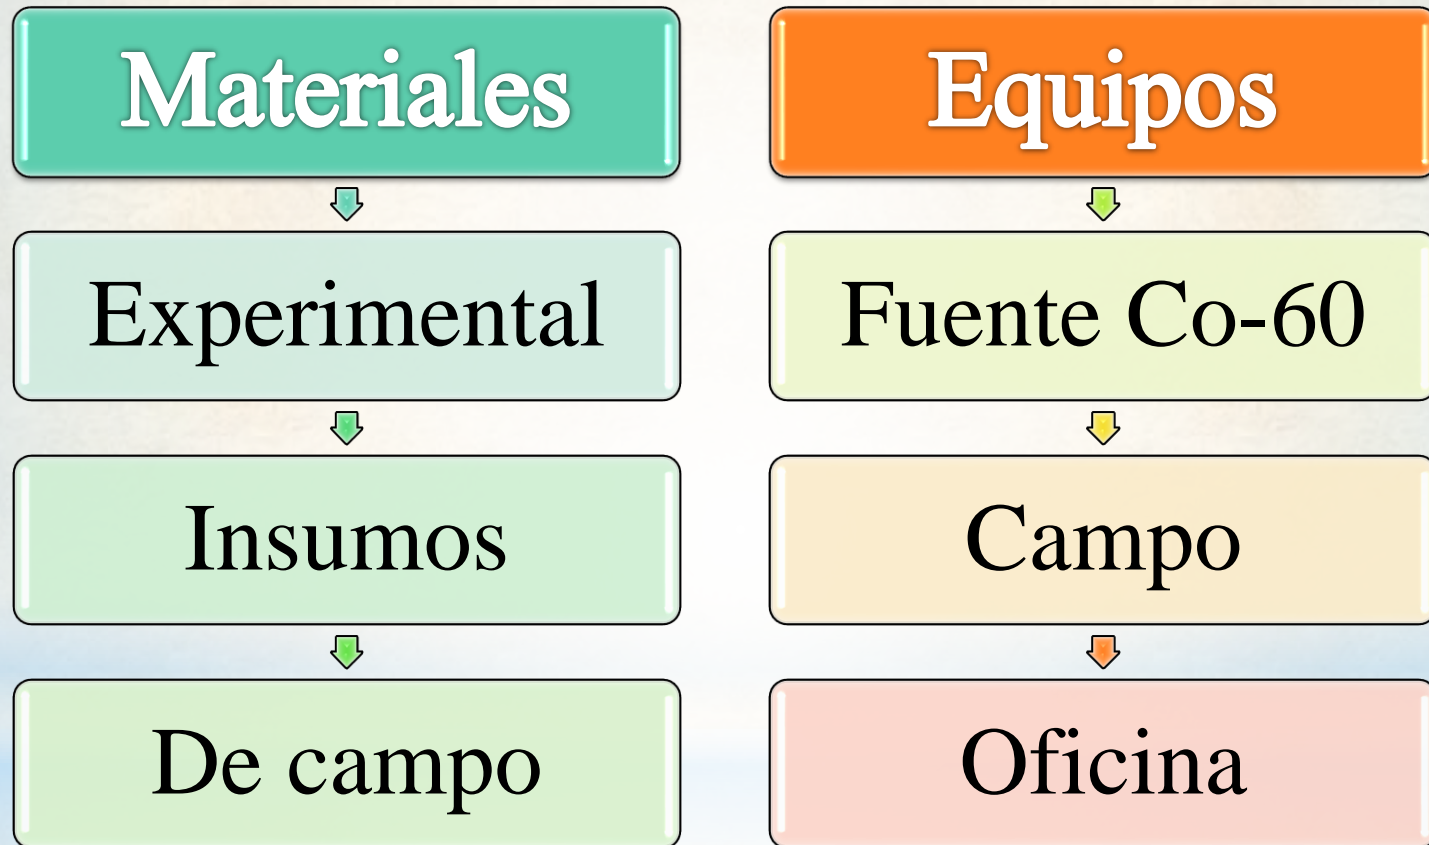 Materiales
Experimental
Insumos
De campo
Equipos
Fuente Co-60
Campo
Oficina